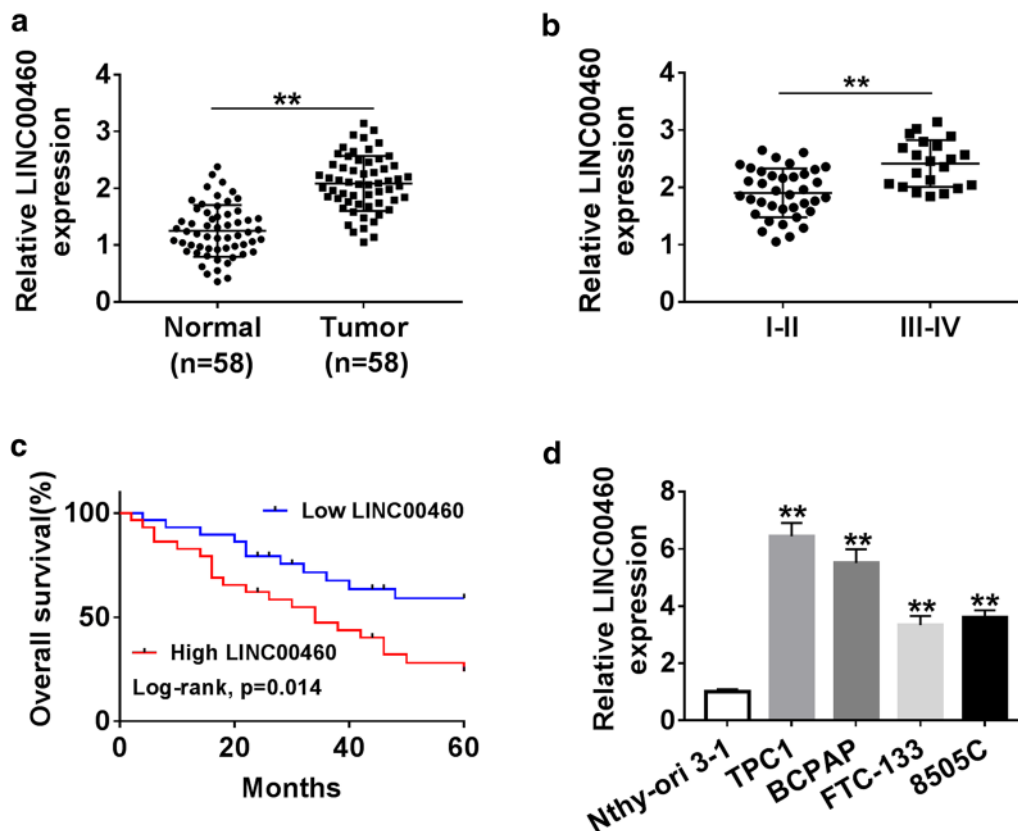 a
Relative LINC00460
expression
4
3
2
1
0
**
Normal
(n=58)
Tumor
(n=58)
b
Relative LINC00460
expression
4
3
2
1
0
**
I-II
III-IV
c
Overall survival(%)
100
50
0
Low LINC00460
High LINC00460
Log-rank, p=0.014
0
20
40
60
Months
d
Relative LINC00460
expression
8
6
4
2
0
**
**
**
**
Nthy-ori 3-1
TPC1
BCPAP
FTC-133
8505C